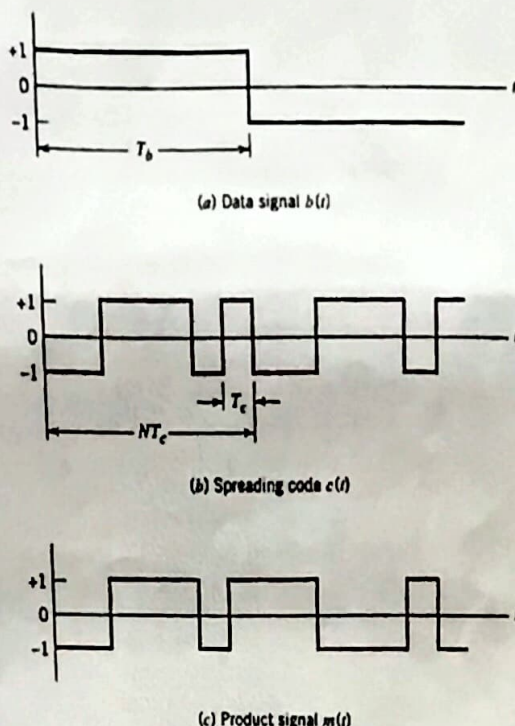 +1
0
-1
t
T_b
(a) Data signal b(t)
+1
0
-1
t
T_c
NT_c
(b) Spreading code c(t)
+1
0
-1
t
(c) Product signal m(t)